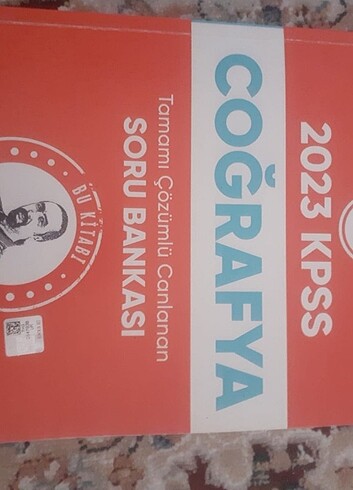 2023 KPSS
COĞRAFYA
Tamamı Çözümlü Canlanan
SORU BANKASI
BU KİTABI